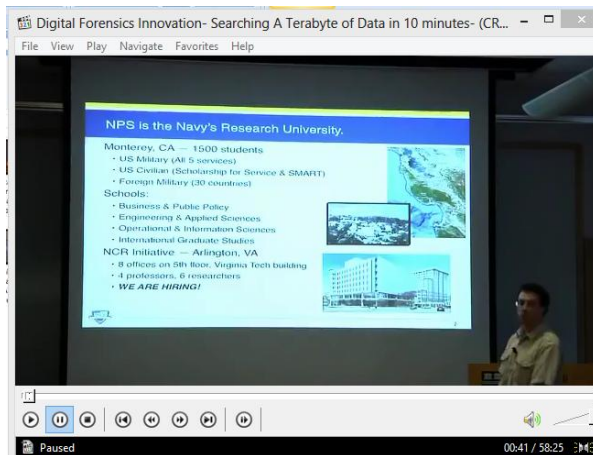 Digital Forensics Innovation- Searching A Terabyte of Data in 10 minutes- (CR...
File View Play Navigate Favorites Help
NPS is the Navy's Research University.
Monterey, CA — 1500 students
• US Military (All 5 services)
• US Civilian (Scholarship for Service & SMART)
• Foreign Military (30 countries)
Schools:
• Business & Public Policy
• Engineering & Applied Sciences
• Operational & Information Sciences
• International Graduate Studies
NCR Initiative — Arlington, VA
• 8 offices on 5th floor, Virginia Tech building
• 4 professors, 6 researchers
• WE ARE HIRING!
2
Paused 00:41 / 58:25